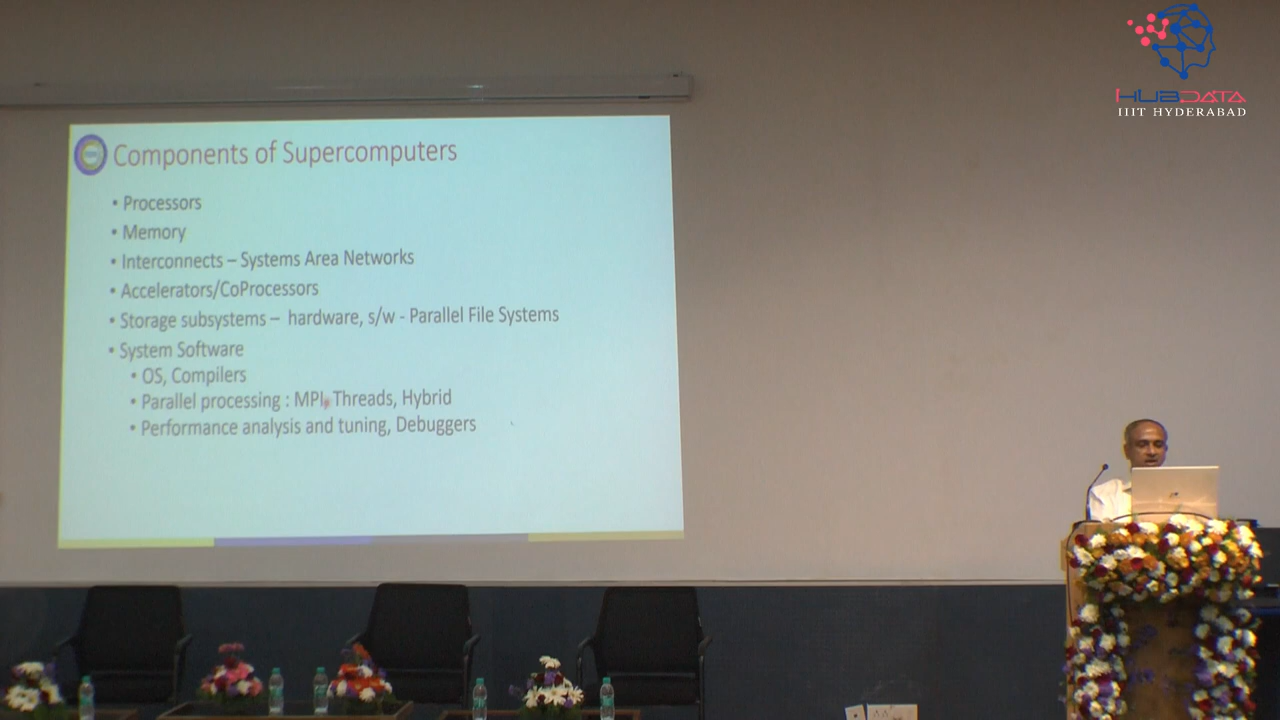 HUBDATA
IIIT HYDERABAD
Components of Supercomputers
• Processors
• Memory
• Interconnects – Systems Area Networks
• Accelerators/CoProcessors
• Storage subsystems – hardware, s/w - Parallel File Systems
• System Software
• OS, Compilers
• Parallel processing : MPI, Threads, Hybrid
• Performance analysis and tuning, Debuggers